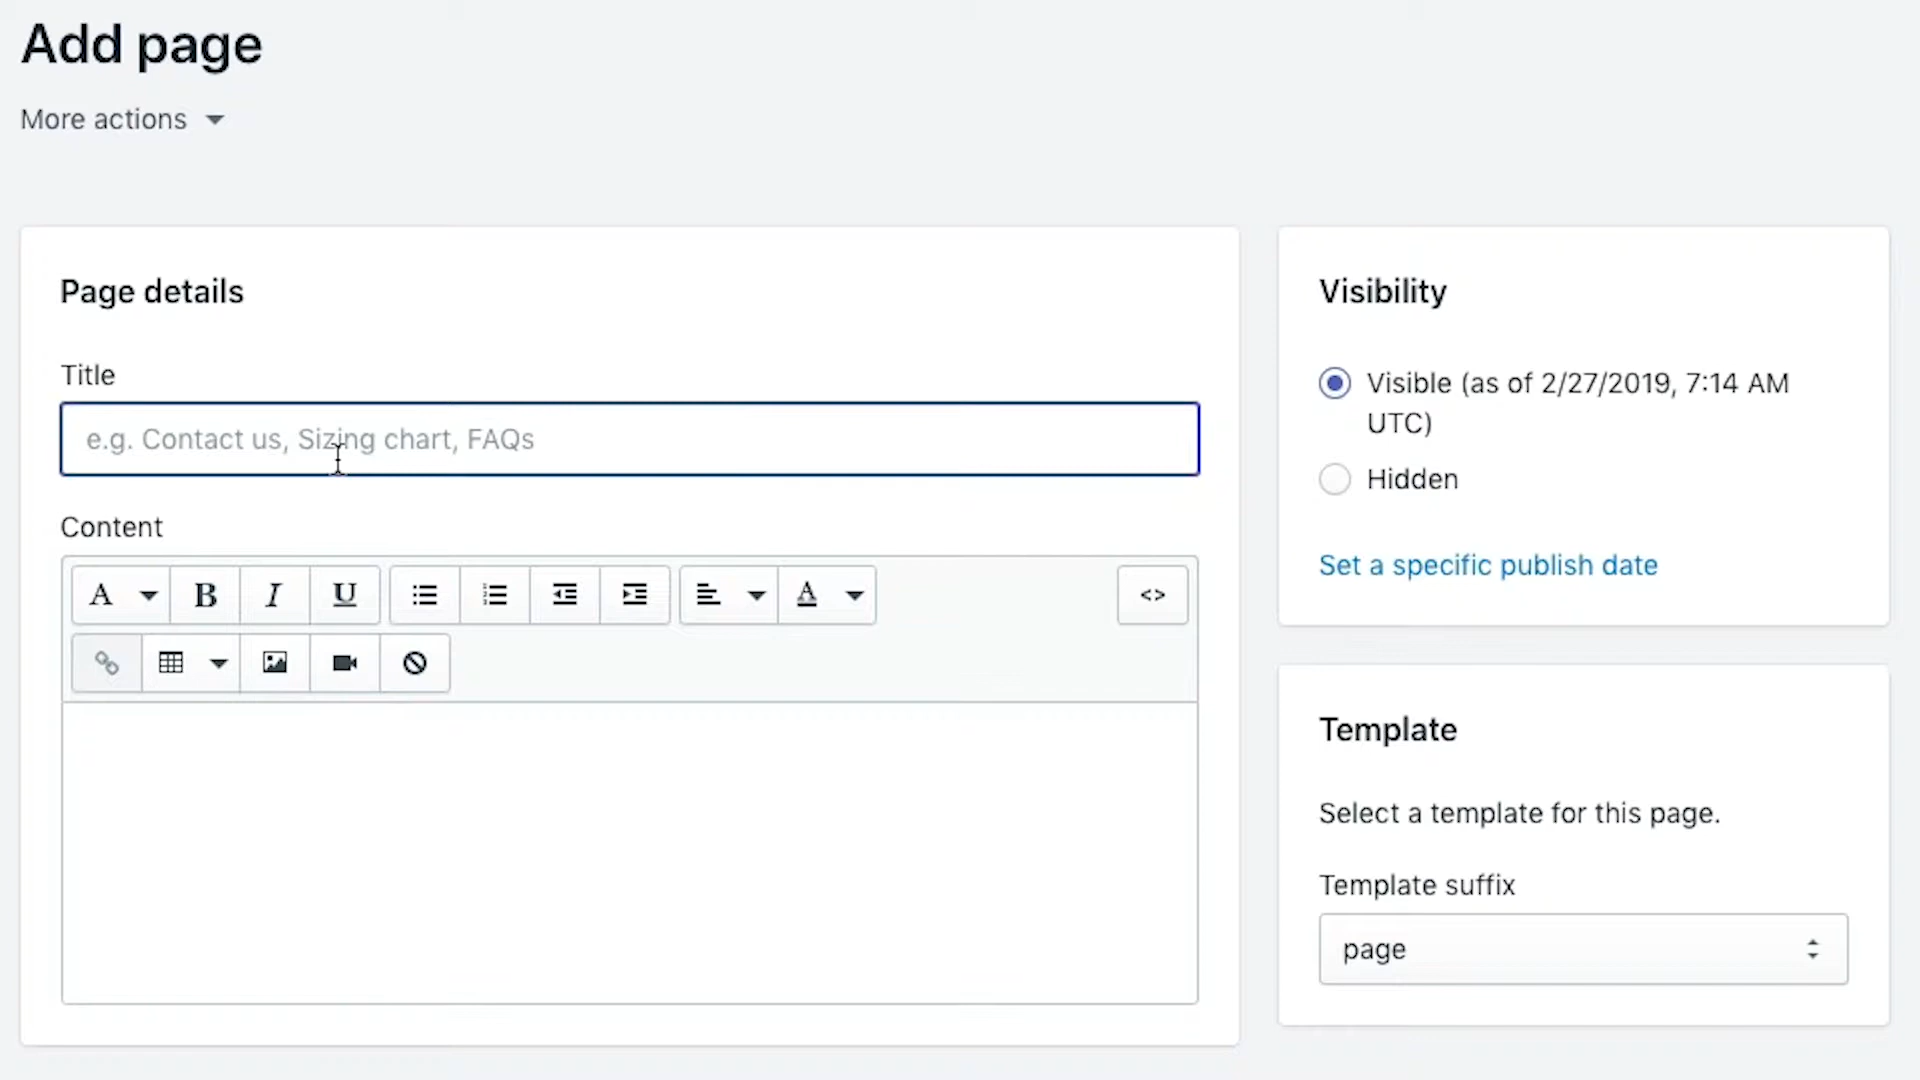 Add page
More actions
Page details
Title
e.g. Contact us, Sizing chart, FAQs
Content
A B I U A <>
Visibility
Visible (as of 2/27/2019, 7:14 AM
UTC)
Hidden
Set a specific publish date
Template
Select a template for this page.
Template suffix
page